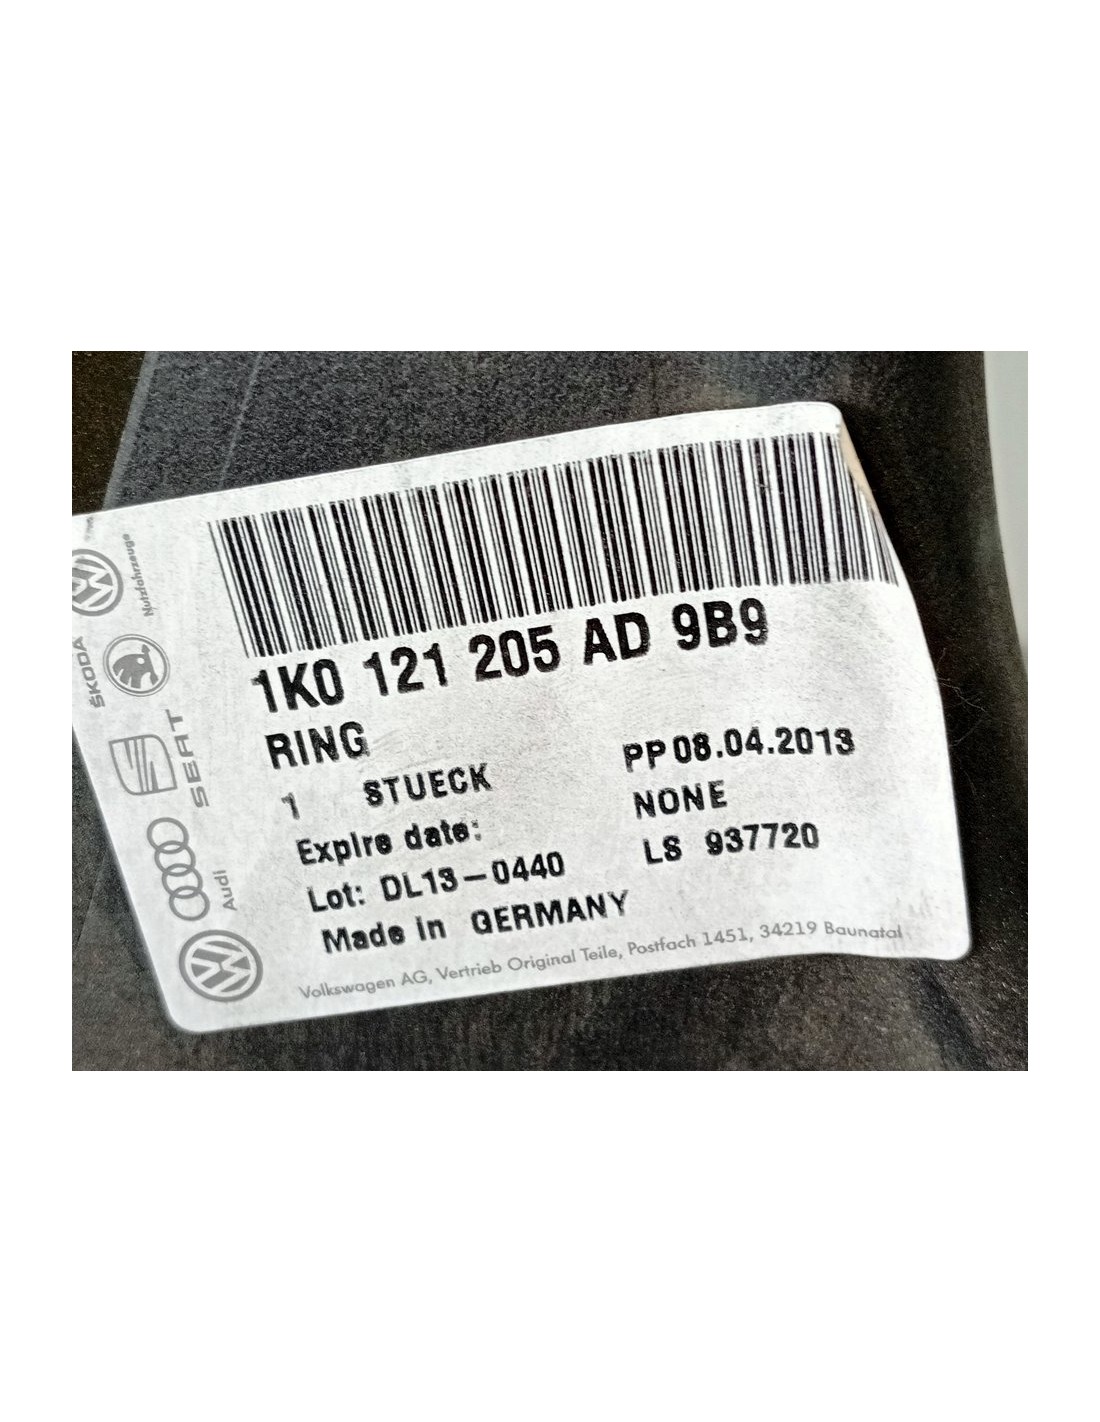 1K0 121 205 AD 9B9
RING
1 STUECK PP 08.04.2013
Expire date: NONE
Lot: DL13-0440 LS 937720
Made in GERMANY
Volkswagen AG, Vertrieb Original Teile, Postfach 1451, 34219 Baunatal
Nutzfahrzeuge
ŠKODA
SEAT
Audi